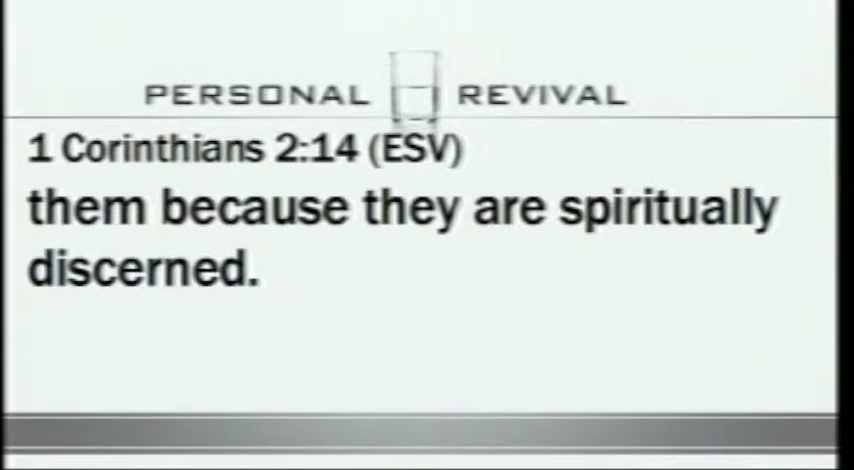 PERSONAL REVIVAL
1 Corinthians 2:14 (ESV)
them because they are spiritually
discerned.